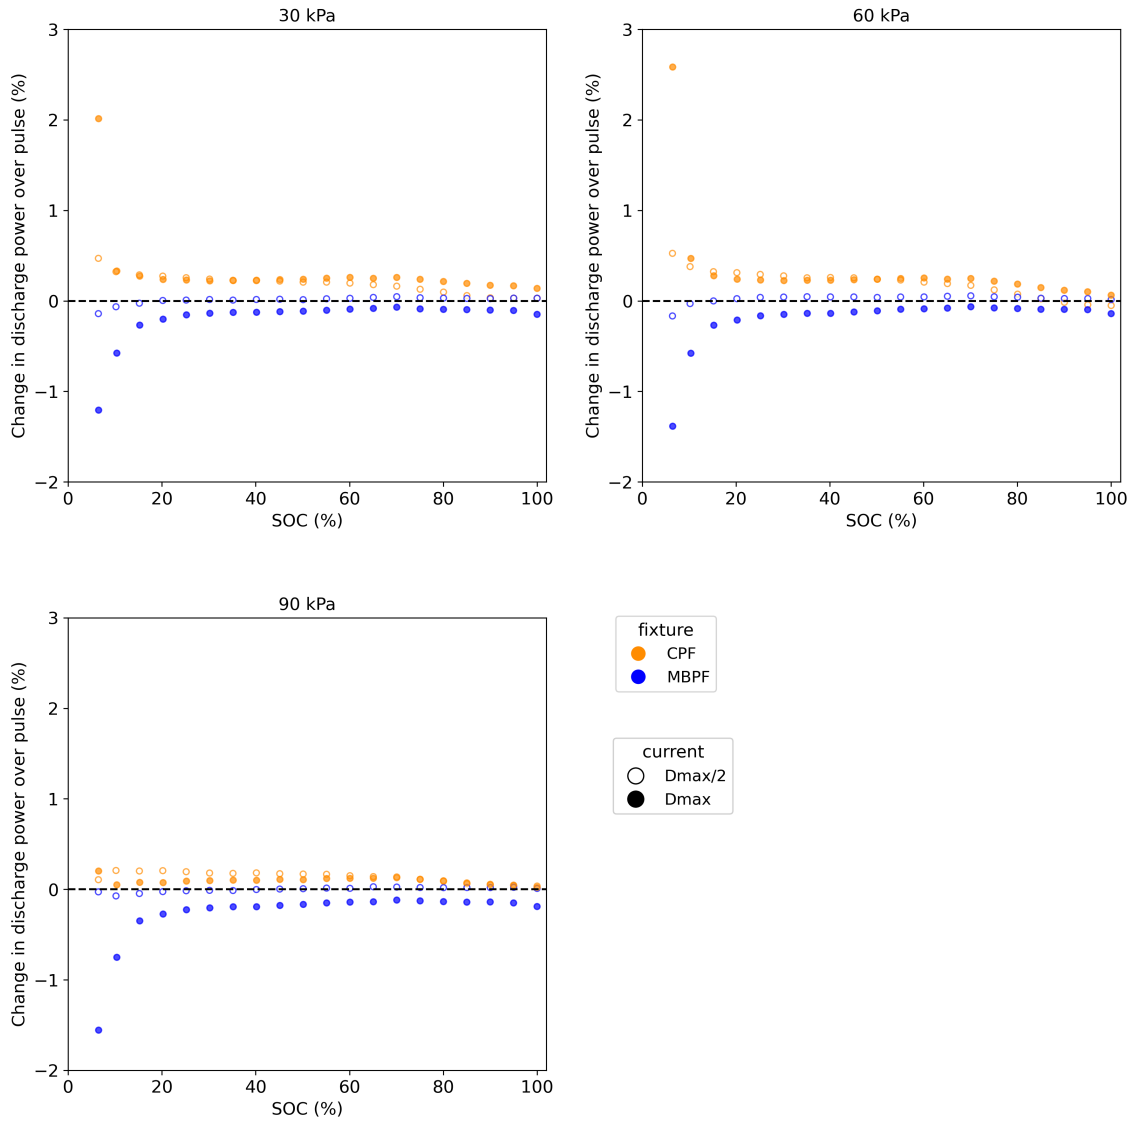 30 kPa
3
2
1
0
−1
−2
Change in discharge power over pulse (%)
0 20 40 60 80 100
SOC (%)
60 kPa
3
2
1
0
−1
−2
Change in discharge power over pulse (%)
0 20 40 60 80 100
SOC (%)
90 kPa
3
2
1
0
−1
−2
Change in discharge power over pulse (%)
0 20 40 60 80 100
SOC (%)
fixture
CPF
MBPF
current
Dmax/2
Dmax